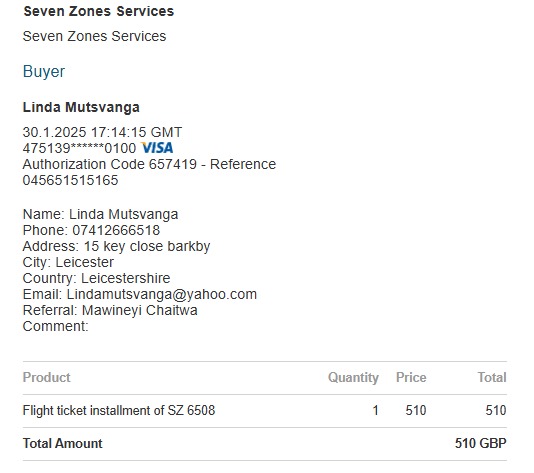 Seven Zones Services
Seven Zones Services
Buyer
Linda Mutsvanga
30.1.2025 17:14:15 GMT
475139******0100 VISA
Authorization Code 657419 - Reference
045651515165
Name: Linda Mutsvanga
Phone: 07412666518
Address: 15 key close barkby
City: Leicester
Country: Leicestershire
Email: Lindamutsvanga@yahoo.com
Referral: Mawineyi Chaitwa
Comment:
Product Quantity Price Total
Flight ticket installment of SZ 6508 1 510 510
Total Amount 510 GBP